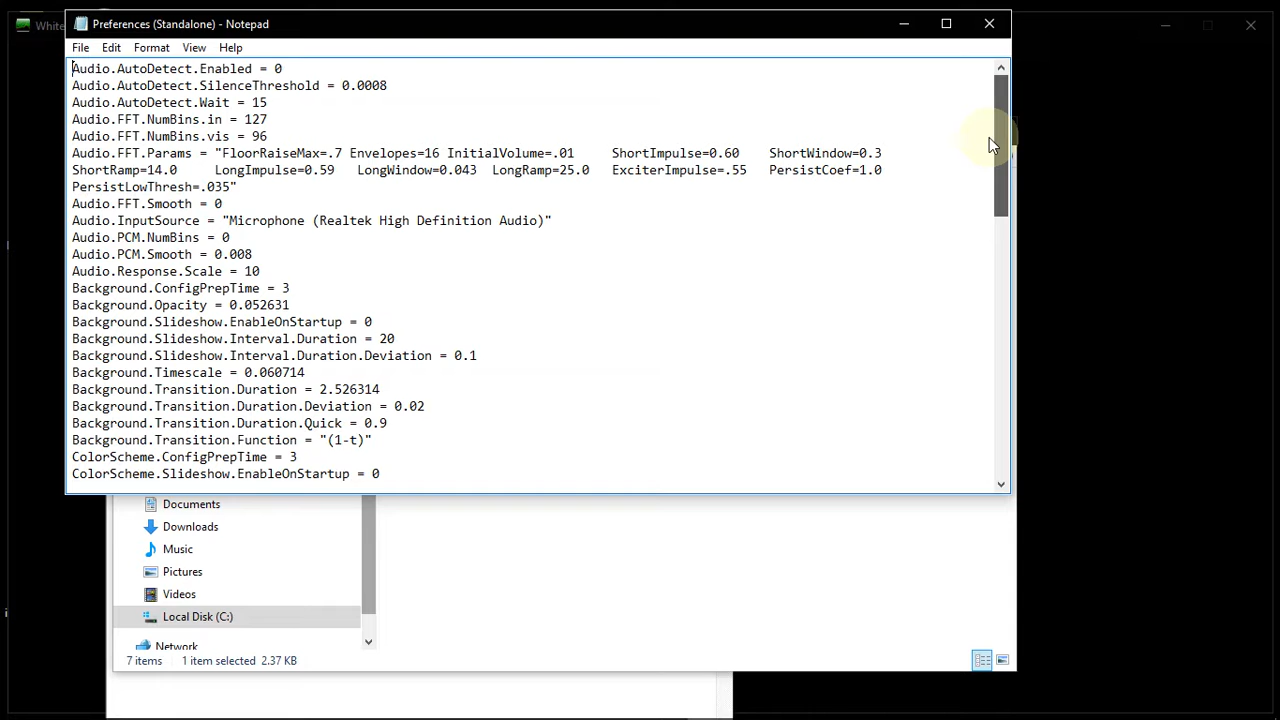 White
Preferences (Standalone) - Notepad
File Edit Format View Help
Audio.AutoDetect.Enabled = 0
Audio.AutoDetect.SilenceThreshold = 0.0008
Audio.AutoDetect.Wait = 15
Audio.FFT.NumBins.in = 127
Audio.FFT.NumBins.vis = 96
Audio.FFT.Params = "FloorRaiseMax=.7 Envelopes=16 InitialVolume=.01 ShortImpulse=0.60 ShortWindow=0.3
ShortRamp=14.0 LongImpulse=0.59 LongWindow=0.043 LongRamp=25.0 ExciterImpulse=.55 PersistCoef=1.0
PersistLowThresh=.035"
Audio.FFT.Smooth = 0
Audio.InputSource = "Microphone (Realtek High Definition Audio)"
Audio.PCM.NumBins = 0
Audio.PCM.Smooth = 0.008
Audio.Response.Scale = 10
Background.ConfigPrepTime = 3
Background.Opacity = 0.052631
Background.Slideshow.EnableOnStartup = 0
Background.Slideshow.Interval.Duration = 20
Background.Slideshow.Interval.Duration.Deviation = 0.1
Background.Timescale = 0.060714
Background.Transition.Duration = 2.526314
Background.Transition.Duration.Deviation = 0.02
Background.Transition.Duration.Quick = 0.9
Background.Transition.Function = "(1-t)"
ColorScheme.ConfigPrepTime = 3
ColorScheme.Slideshow.EnableOnStartup = 0
Documents
Downloads
Music
Pictures
Videos
Local Disk (C:)
Network
7 items 1 item selected 2.37 KB